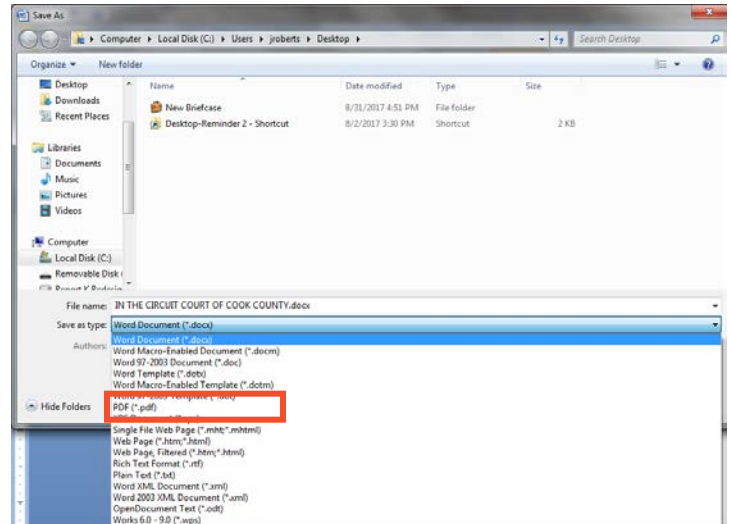 Save As
Computer ▸ Local Disk (C:) ▸ Users ▸ jroberts ▸ Desktop ▸
Search Desktop
Organize
New folder
Name
Date modified
Type
Size
Desktop
Downloads
Recent Places
Libraries
Documents
Music
Pictures
Videos
Computer
Local Disk (C:)
Removable Disk
New Briefcase 8/31/2017 4:51 PM File folder
Desktop-Reminder 2 - Shortcut 8/2/2017 3:30 PM Shortcut 2 KB
File name: IN THE CIRCUIT COURT OF COOK COUNTY.docx
Save as type: Word Document (*.docx)
Authors:
Word Document (*.docx)
Word Macro-Enabled Document (*.docm)
Word 97-2003 Document (*.doc)
Word Template (*.dotx)
Word Macro-Enabled Template (*.dotm)
Word 97-2003 Template (*.dot)
Hide Folders
PDF (*.pdf)
Single File Web Page (*.mht;*.mhtml)
Web Page (*.htm;*.html)
Web Page, Filtered (*.htm;*.html)
Rich Text Format (*.rtf)
Plain Text (*.txt)
Word XML Document (*.xml)
Word 2003 XML Document (*.xml)
OpenDocument Text (*.odt)
Works 6.0 - 9.0 (*.wps)